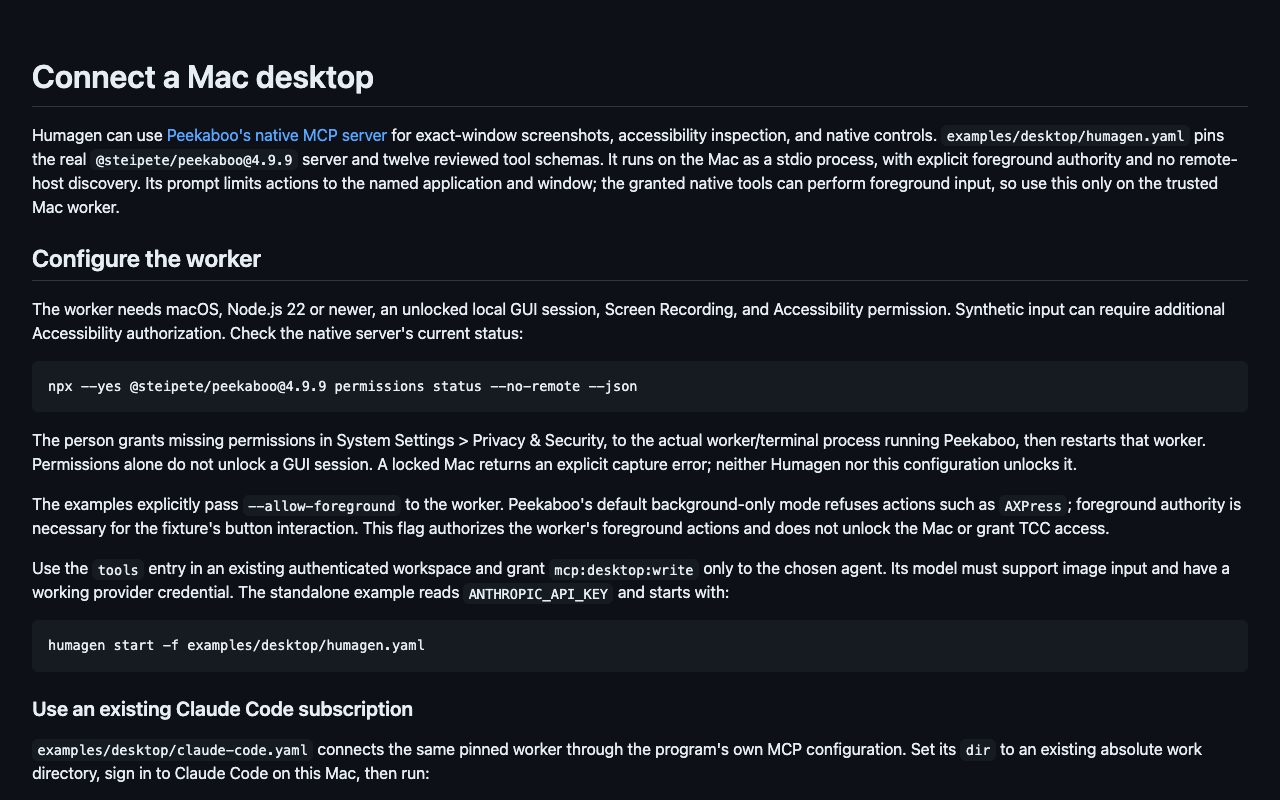 Connect a Mac desktop
Humagen can use Peekaboo's native MCP server for exact-window screenshots, accessibility inspection, and native controls. examples/desktop/humagen.yaml pins
the real @steipete/peekaboo@4.9.9 server and twelve reviewed tool schemas. It runs on the Mac as a stdio process, with explicit foreground authority and no remote-
host discovery. Its prompt limits actions to the named application and window; the granted native tools can perform foreground input, so use this only on the trusted
Mac worker.
Configure the worker
The worker needs macOS, Node.js 22 or newer, an unlocked local GUI session, Screen Recording, and Accessibility permission. Synthetic input can require additional
Accessibility authorization. Check the native server's current status:
npx --yes @steipete/peekaboo@4.9.9 permissions status --no-remote --json
The person grants missing permissions in System Settings > Privacy & Security, to the actual worker/terminal process running Peekaboo, then restarts that worker.
Permissions alone do not unlock a GUI session. A locked Mac returns an explicit capture error; neither Humagen nor this configuration unlocks it.
The examples explicitly pass --allow-foreground to the worker. Peekaboo's default background-only mode refuses actions such as AXPress; foreground authority is
necessary for the fixture's button interaction. This flag authorizes the worker's foreground actions and does not unlock the Mac or grant TCC access.
Use the tools entry in an existing authenticated workspace and grant mcp:desktop:write only to the chosen agent. Its model must support image input and have a
working provider credential. The standalone example reads ANTHROPIC_API_KEY and starts with:
humagen start -f examples/desktop/humagen.yaml
Use an existing Claude Code subscription
examples/desktop/claude-code.yaml connects the same pinned worker through the program's own MCP configuration. Set its dir to an existing absolute work
directory, sign in to Claude Code on this Mac, then run: